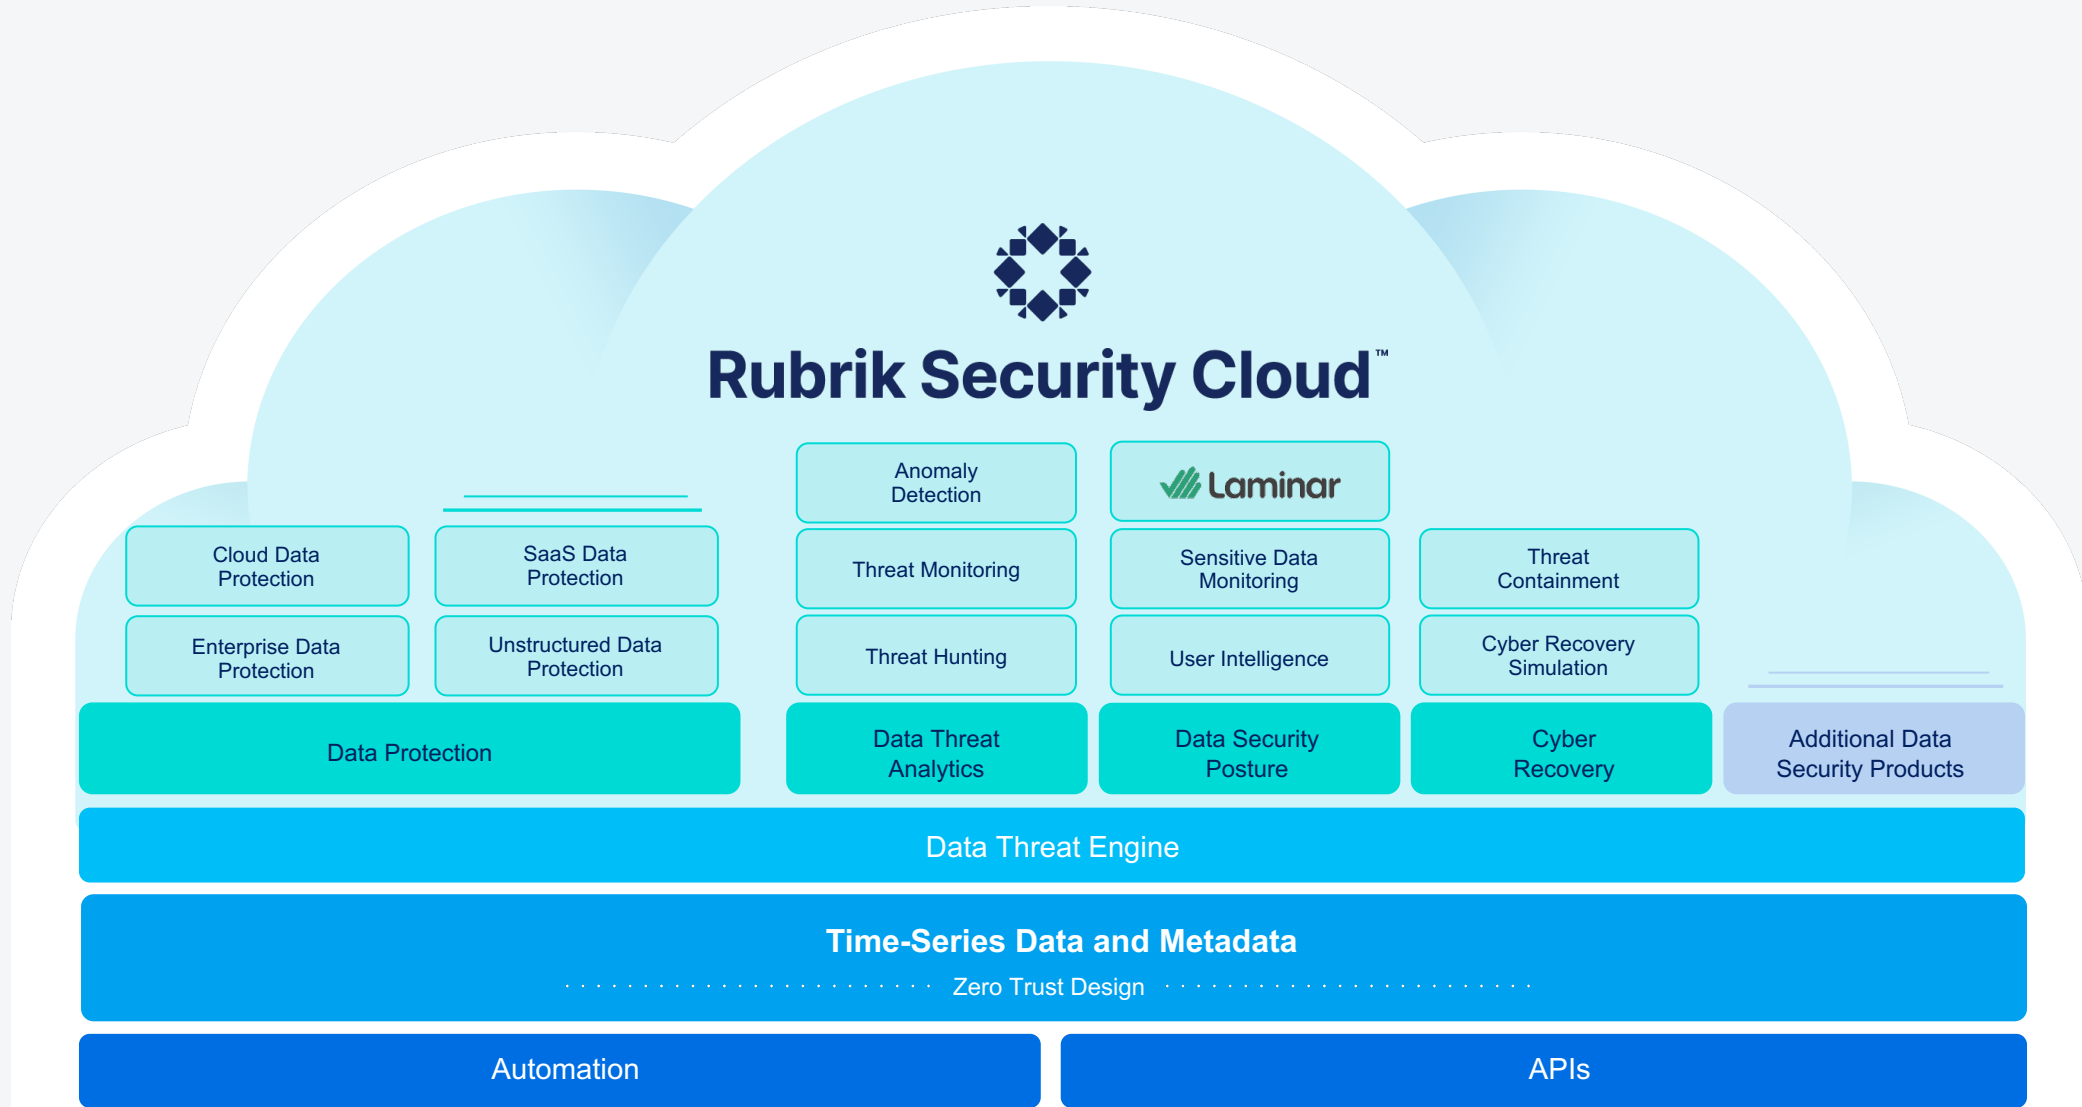 Rubrik Security Cloud™
Cloud Data
Protection
SaaS Data
Protection
Enterprise Data
Protection
Unstructured Data
Protection
Data Protection
Anomaly
Detection
Threat Monitoring
Threat Hunting
Data Threat
Analytics
Laminar
Sensitive Data
Monitoring
User Intelligence
Data Security
Posture
Threat
Containment
Cyber Recovery
Simulation
Cyber
Recovery
Additional Data
Security Products
Data Threat Engine
Time-Series Data and Metadata
Zero Trust Design
Automation
APIs